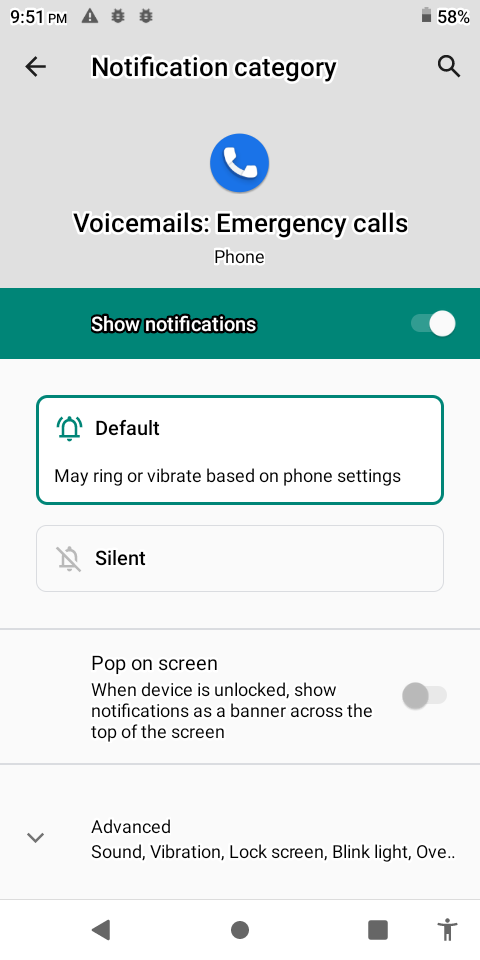 9:51 PM 58%
Notification category
Voicemails: Emergency calls
Phone
Show notifications
Default
May ring or vibrate based on phone settings
Silent
Pop on screen
When device is unlocked, show
notifications as a banner across the
top of the screen
Advanced
Sound, Vibration, Lock screen, Blink light, Ove..